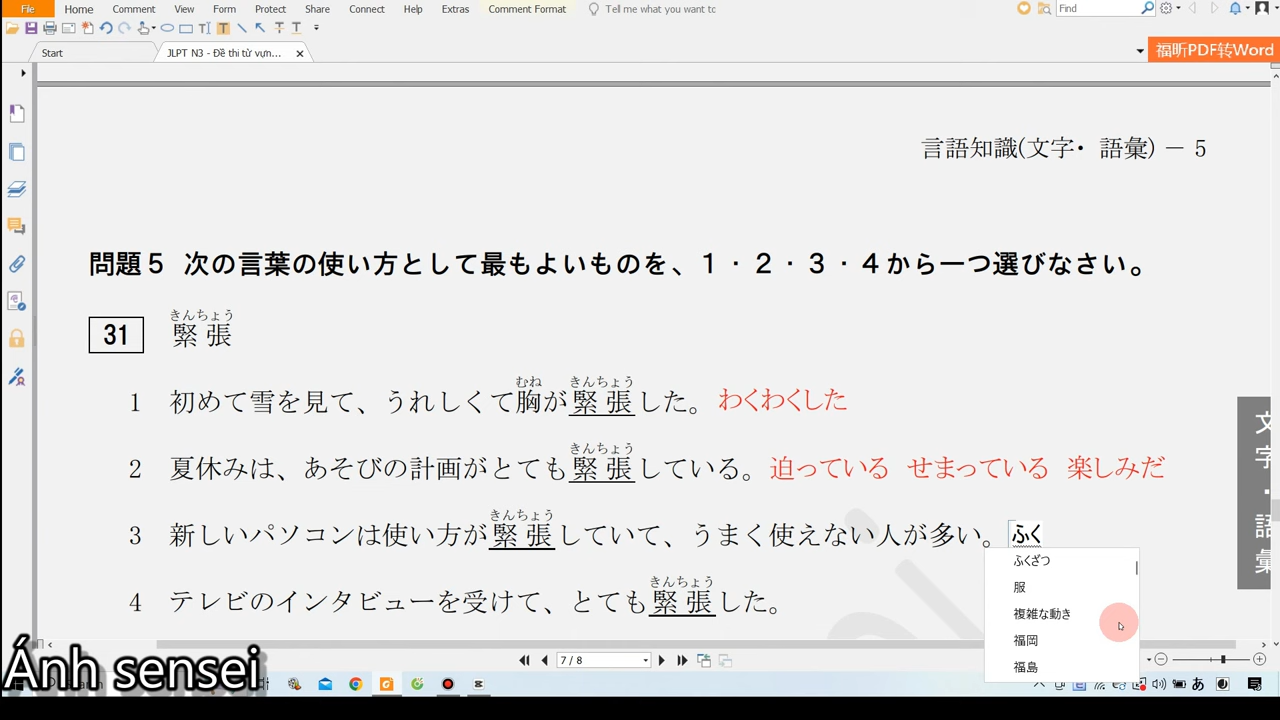 File Home Comment View Form Protect Share Connect Help Extras Comment Format Tell me what you want to Find
Start JLPT N3 - Đề thi từ vựn... 福昕PDF转Word
言語知識(文字・ 語彙) － 5
問題５ 次の言葉の使い方として最もよいものを、１・２・３・４から一つ選びなさい。
きんちょう
31 緊張
むね きんちょう
1 初めて雪を見て、うれしくて胸が緊張した。 わくわくした
きんちょう
2 夏休みは、あそびの計画がとても緊張している。 迫っている せまっている 楽しみだ
きんちょう
3 新しいパソコンは使い方が緊張していて、うまく使えない人が多い。 ふく
きんちょう
4 テレビのインタビューを受けて、とても緊張した。
ふくざつ
服
複雑な動き
福岡
福島
文字・語彙
7 / 8
Ánh sensei
あ